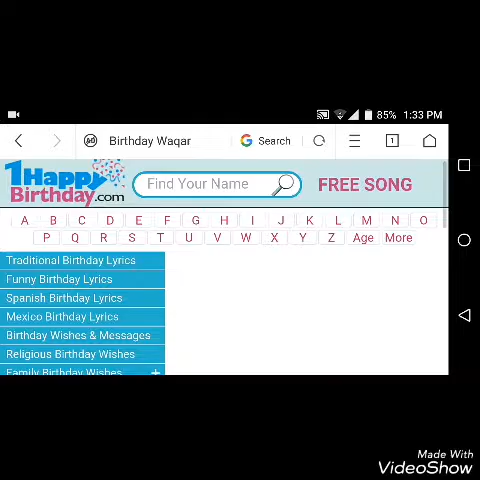 85% 1:33 PM
Birthday Waqar Search 1
1Happy
Birthday.com
Find Your Name
FREE SONG
A B C D E F G H I J K L M N O
P Q R S T U V W X Y Z Age More
Traditional Birthday Lyrics
Funny Birthday Lyrics
Spanish Birthday Lyrics
Mexico Birthday Lyrics
Birthday Wishes & Messages
Religious Birthday Wishes
Family Birthday Wishes +
Made With
VideoShow